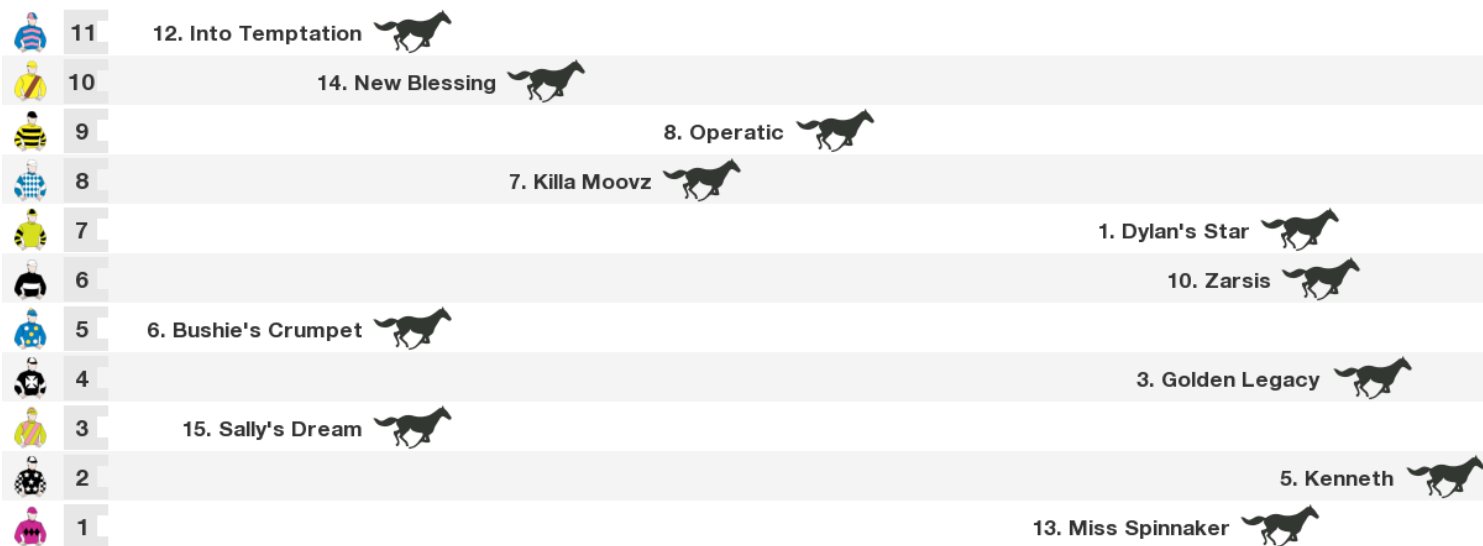 11 12. Into Temptation
10 14. New Blessing
9 8. Operatic
8 7. Killa Moovz
7 1. Dylan's Star
6 10. Zarsis
5 6. Bushie's Crumpet
4 3. Golden Legacy
3 15. Sally's Dream
2 5. Kenneth
1 13. Miss Spinnaker